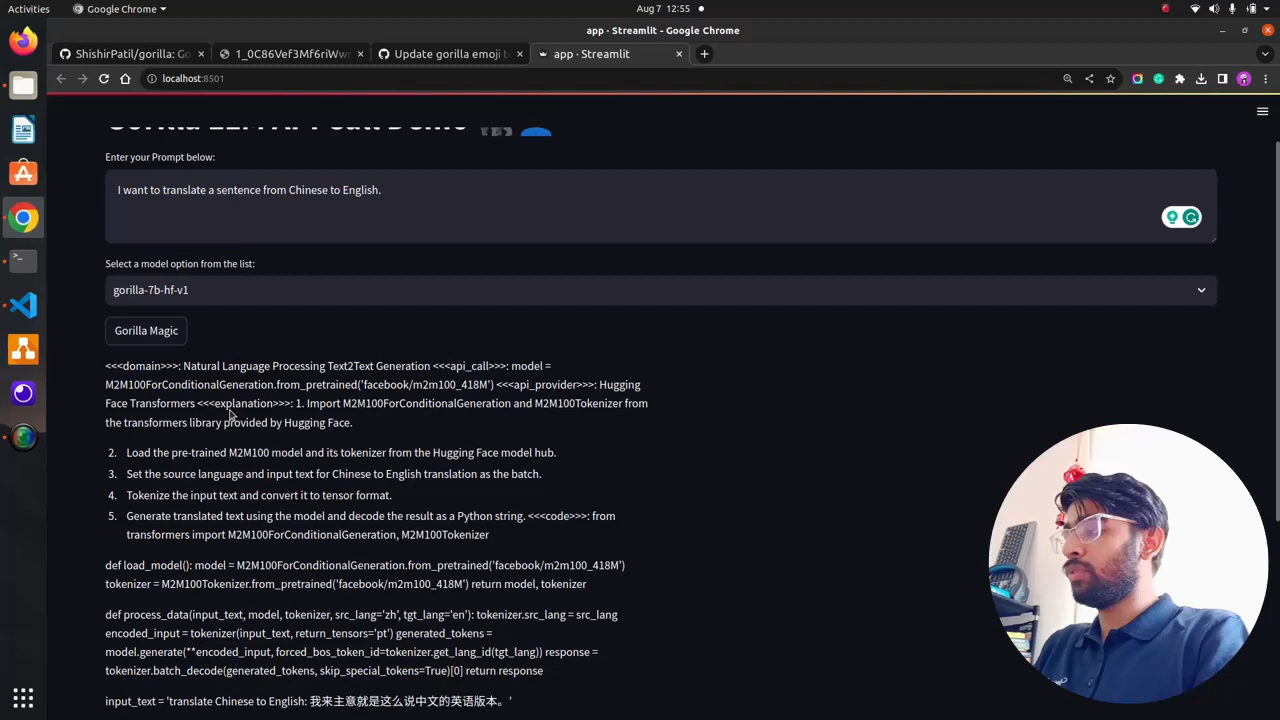 Activities
Google Chrome
Aug 7 12:55
app · Streamlit - Google Chrome
ShishirPatil/gorilla: Go
1_0C86Vef3Mf6riWw
Update gorilla emoji t
app · Streamlit
localhost:8501
Gorilla LLM API Call Demo
Enter your Prompt below:
I want to translate a sentence from Chinese to English.
Select a model option from the list:
gorilla-7b-hf-v1
Gorilla Magic
<<<domain>>>: Natural Language Processing Text2Text Generation <<<api_call>>>: model =
M2M100ForConditionalGeneration.from_pretrained('facebook/m2m100_418M') <<<api_provider>>>: Hugging
Face Transformers <<<explanation>>>: 1. Import M2M100ForConditionalGeneration and M2M100Tokenizer from
the transformers library provided by Hugging Face.
2. Load the pre-trained M2M100 model and its tokenizer from the Hugging Face model hub.
3. Set the source language and input text for Chinese to English translation as the batch.
4. Tokenize the input text and convert it to tensor format.
5. Generate translated text using the model and decode the result as a Python string. <<<code>>>: from
transformers import M2M100ForConditionalGeneration, M2M100Tokenizer
def load_model(): model = M2M100ForConditionalGeneration.from_pretrained('facebook/m2m100_418M')
tokenizer = M2M100Tokenizer.from_pretrained('facebook/m2m100_418M') return model, tokenizer
def process_data(input_text, model, tokenizer, src_lang='zh', tgt_lang='en'): tokenizer.src_lang = src_lang
encoded_input = tokenizer(input_text, return_tensors='pt') generated_tokens =
model.generate(**encoded_input, forced_bos_token_id=tokenizer.get_lang_id(tgt_lang)) response =
tokenizer.batch_decode(generated_tokens, skip_special_tokens=True)[0] return response
input_text = 'translate Chinese to English: 我来主意就是这么说中文的英语版本。'